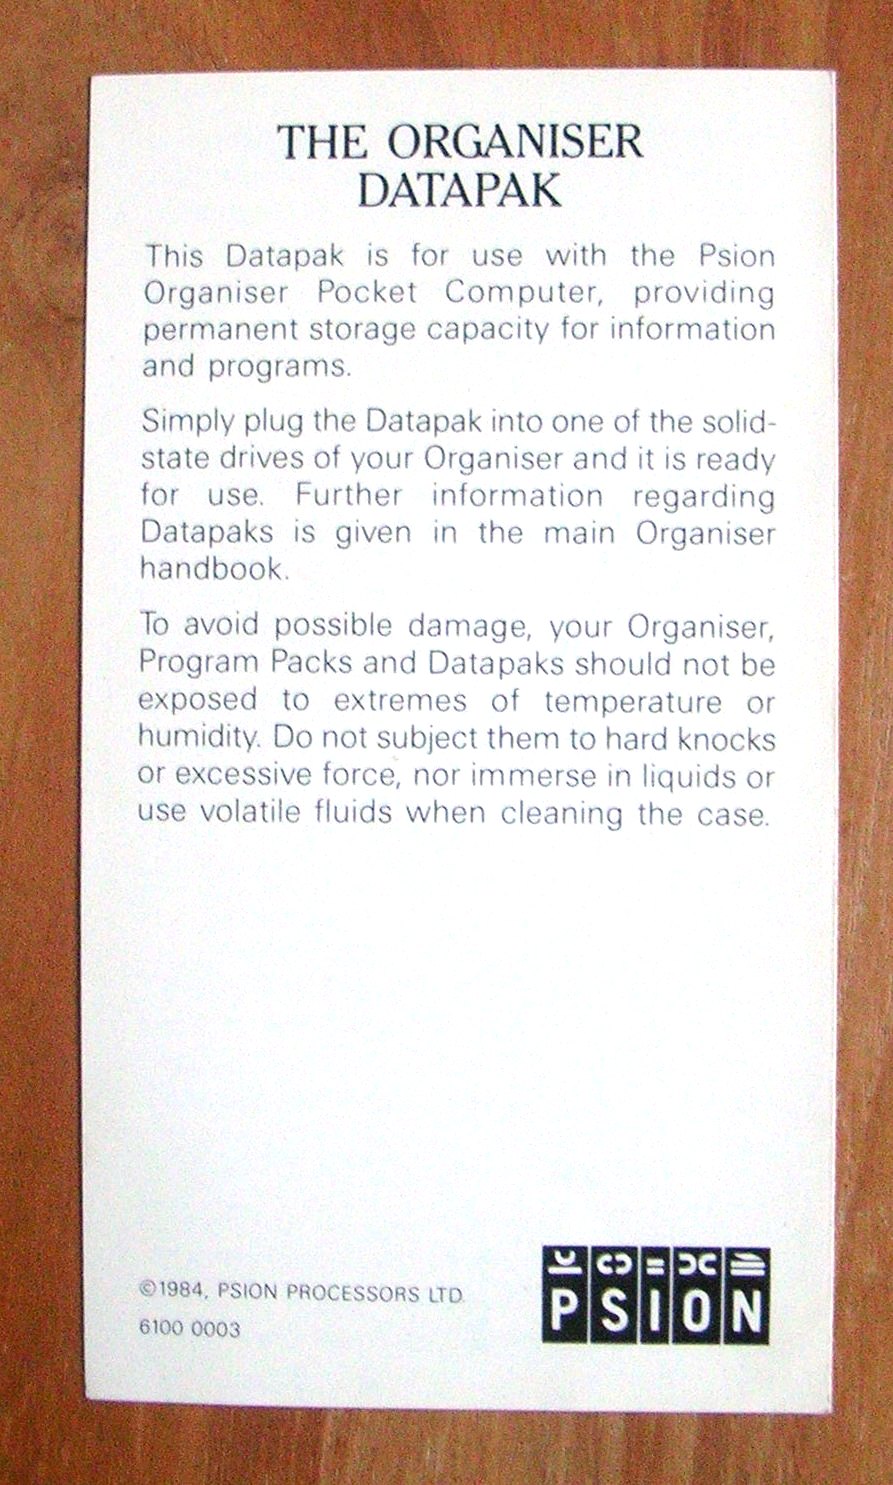 THE ORGANISER
DATAPAK
This Datapak is for use with the Psion
Organiser Pocket Computer, providing
permanent storage capacity for information
and programs.
Simply plug the Datapak into one of the solid-
state drives of your Organiser and it is ready
for use. Further information regarding
Datapaks is given in the main Organiser
handbook.
To avoid possible damage, your Organiser,
Program Packs and Datapaks should not be
exposed to extremes of temperature or
humidity. Do not subject them to hard knocks
or excessive force, nor immerse in liquids or
use volatile fluids when cleaning the case.
©1984, PSION PROCESSORS LTD.
6100 0003
PSION